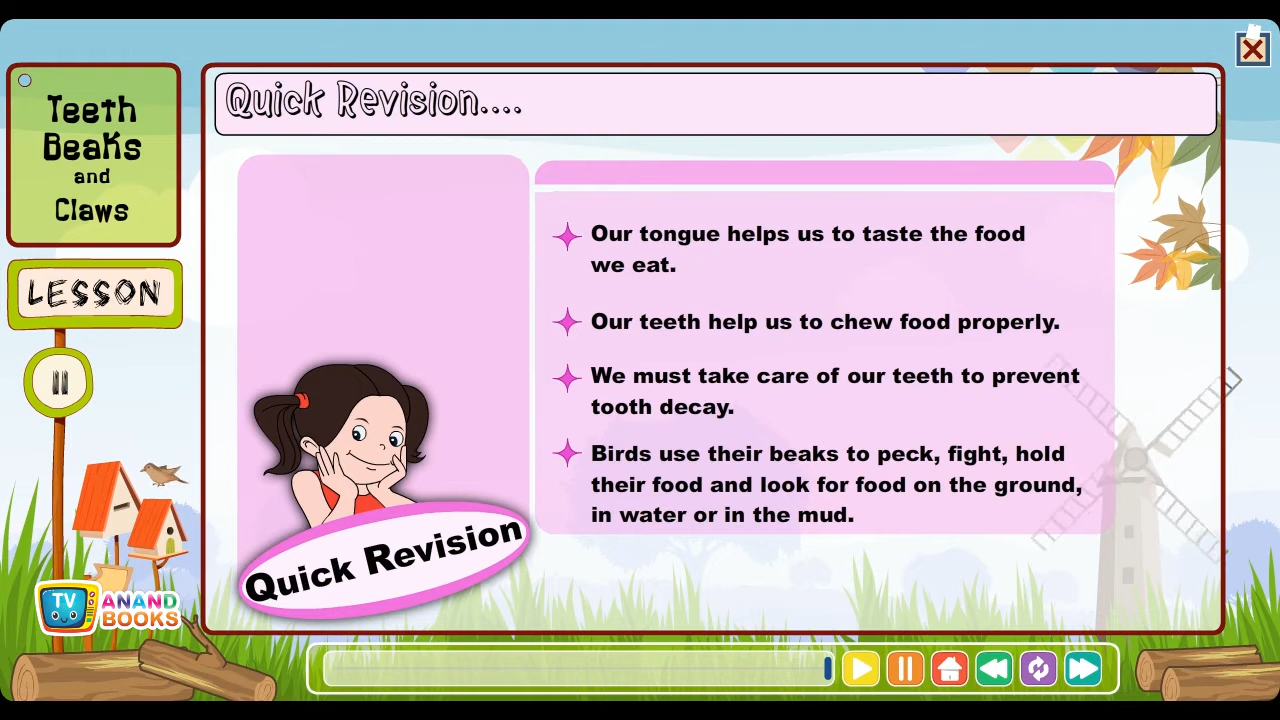 Quick Revision....
Teeth
Beaks
and
Claws
LESSON
11
Our tongue helps us to taste the food
we eat.
Our teeth help us to chew food properly.
We must take care of our teeth to prevent
tooth decay.
Birds use their beaks to peck, fight, hold
their food and look for food on the ground,
in water or in the mud.
Quick Revision
TV
ANAND
BOOKS